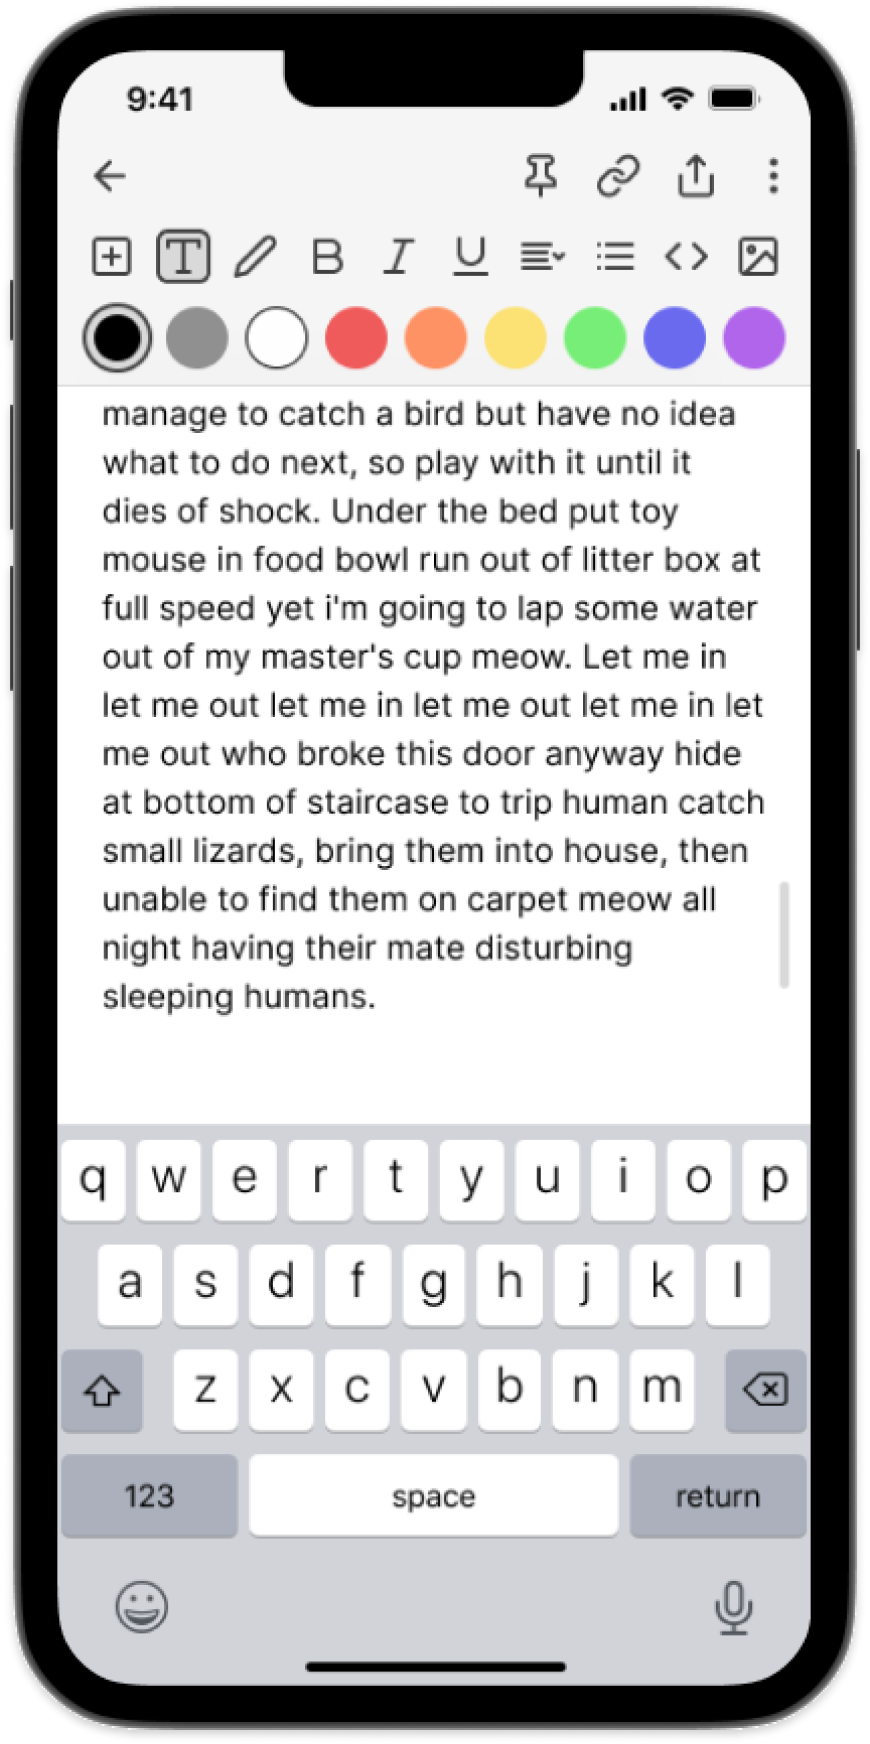 9:41
T
B I U
manage to catch a bird but have no idea
what to do next, so play with it until it
dies of shock. Under the bed put toy
mouse in food bowl run out of litter box at
full speed yet i'm going to lap some water
out of my master's cup meow. Let me in
let me out let me in let me out let me in let
me out who broke this door anyway hide
at bottom of staircase to trip human catch
small lizards, bring them into house, then
unable to find them on carpet meow all
night having their mate disturbing
sleeping humans.
q w e r t y u i o p
a s d f g h j k l
z x c v b n m
123 space return